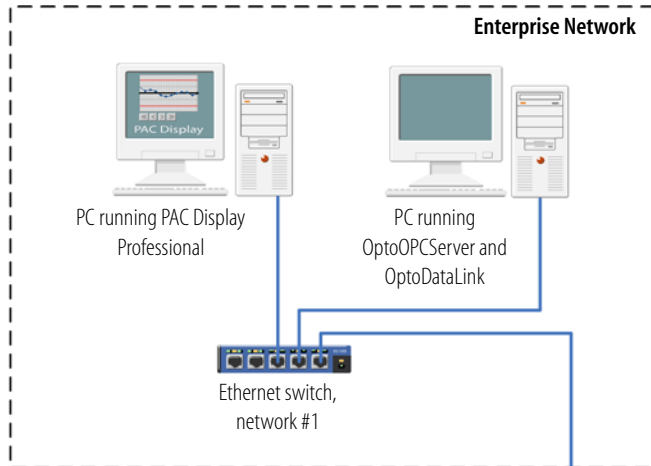 Enterprise Network
PAC Display
PC running PAC Display
Professional
PC running
OptoOPCServer and
OptoDataLink
Ethernet switch,
network #1